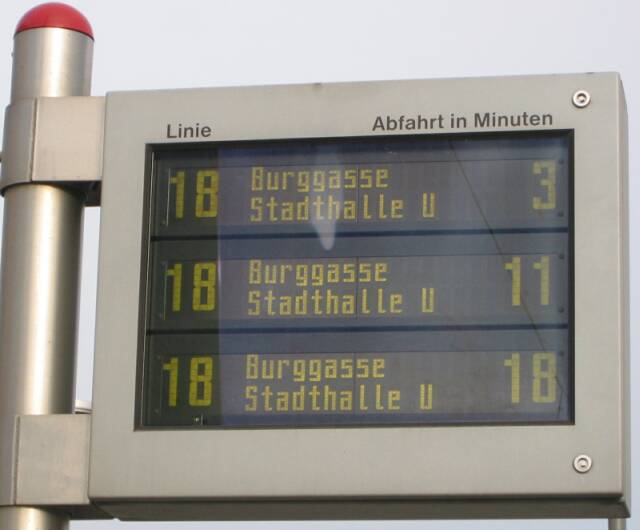 Linie Abfahrt in Minuten
18 Burggasse 3
Stadthalle U
18 Burggasse 11
Stadthalle U
18 Burggasse 18
Stadthalle U